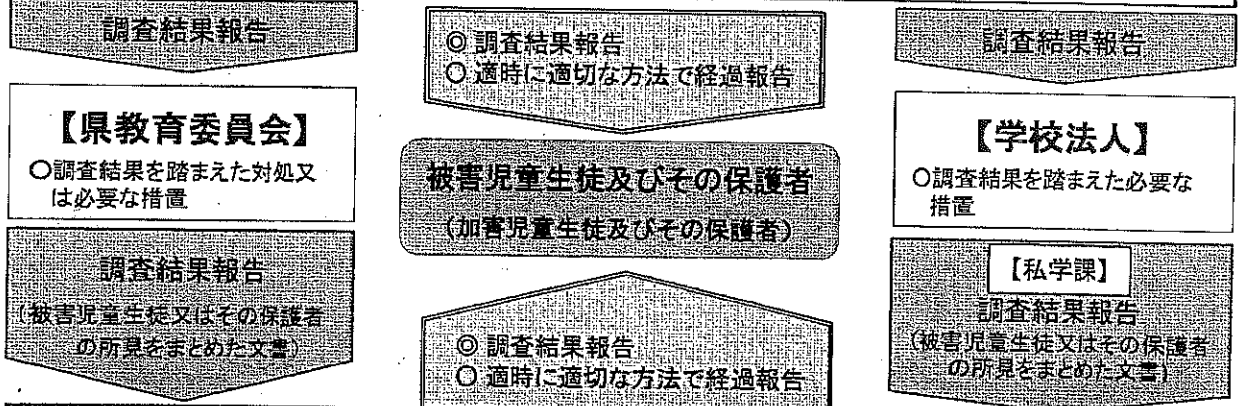 調査結果報告
【県教育委員会】
〇調査結果を踏まえた対処又
は必要な措置
調査結果報告
(被害児童生徒又はその保護者
の所見をまとめた文書)
◎ 調査結果報告
〇 適時に適切な方法で経過報告
被害児童生徒及びその保護者
(加害児童生徒及びその保護者)
◎ 調査結果報告
〇 適時に適切な方法で経過報告
調査結果報告
【学校法人】
〇調査結果を踏まえた必要な
措置
【私学課】
調査結果報告
(被害児童生徒又はその保護者
の所見をまとめた文書)